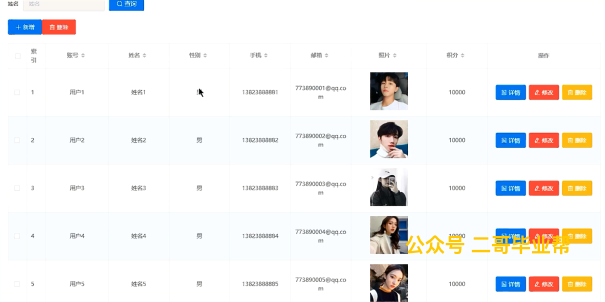 姓名 姓名 查询
+ 新增 删除
索引 账号 姓名 性别 手机 邮箱 照片 积分 操作
1 用户1 姓名1 13823888881 773890001@qq.com 10000 详情 修改 删除
2 用户2 姓名2 男 13823888882 773890002@qq.com 10000 详情 修改 删除
3 用户3 姓名3 男 13823888883 773890003@qq.com 10000 详情 修改 删除
4 用户4 姓名4 男 13823888884 773890004@qq.com 10000 详情 修改 删除
公众号 二哥毕业帮
5 用户5 姓名5 男 13823888885 773890005@qq.com 10000 详情 修改 删除